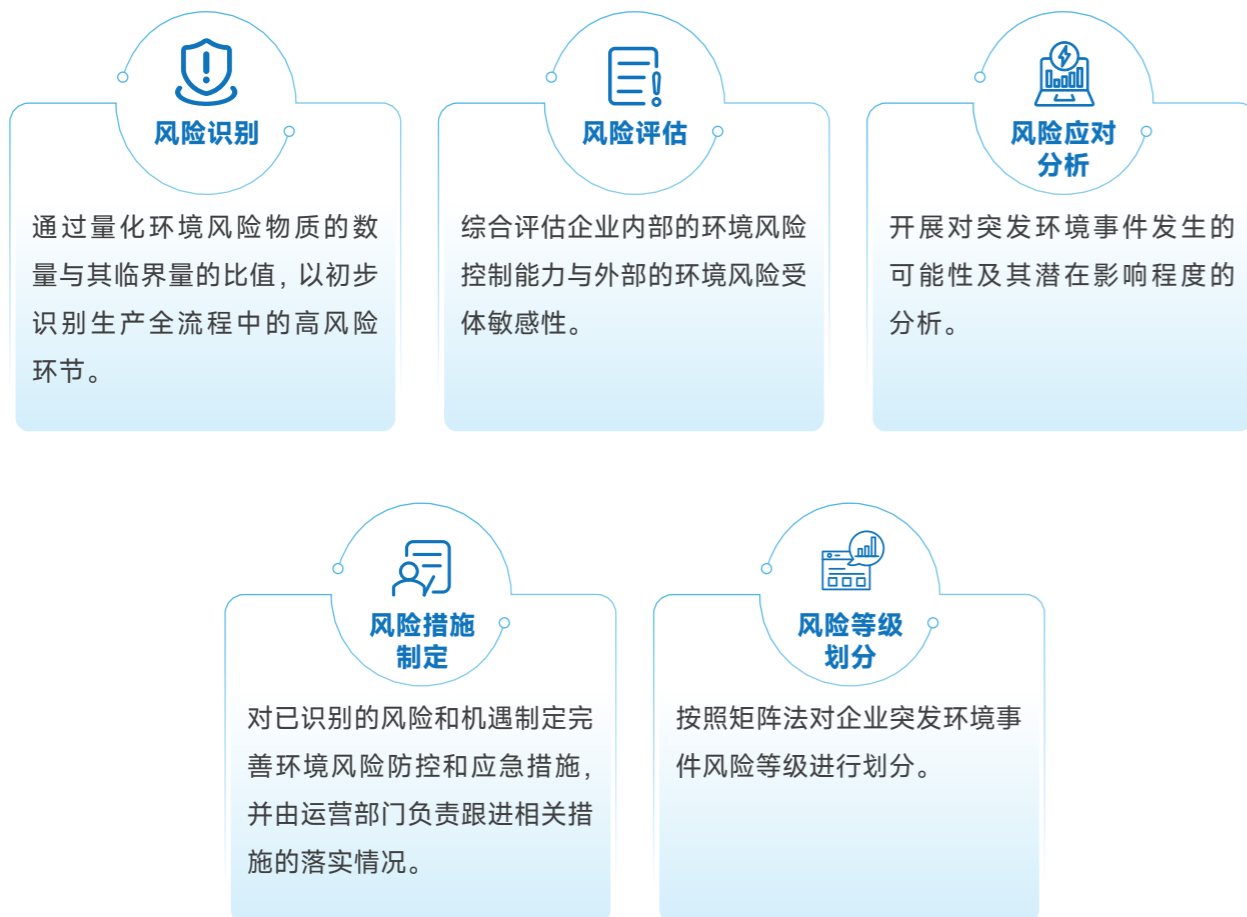 风险识别
通过量化环境风险物质的数
量与其临界量的比值，以初步
识别生产全流程中的高风险
环节。
风险评估
综合评估企业内部的环境风险
控制能力与外部的环境风险受
体敏感性。
风险应对
分析
开展对突发环境事件发生的
可能性及其潜在影响程度的
分析。
风险措施
制定
对已识别的风险和机遇制定完
善环境风险防控和应急措施，
并由运营部门负责跟进相关措
施的落实情况。
风险等级
划分
按照矩阵法对企业突发环境事
件风险等级进行划分。